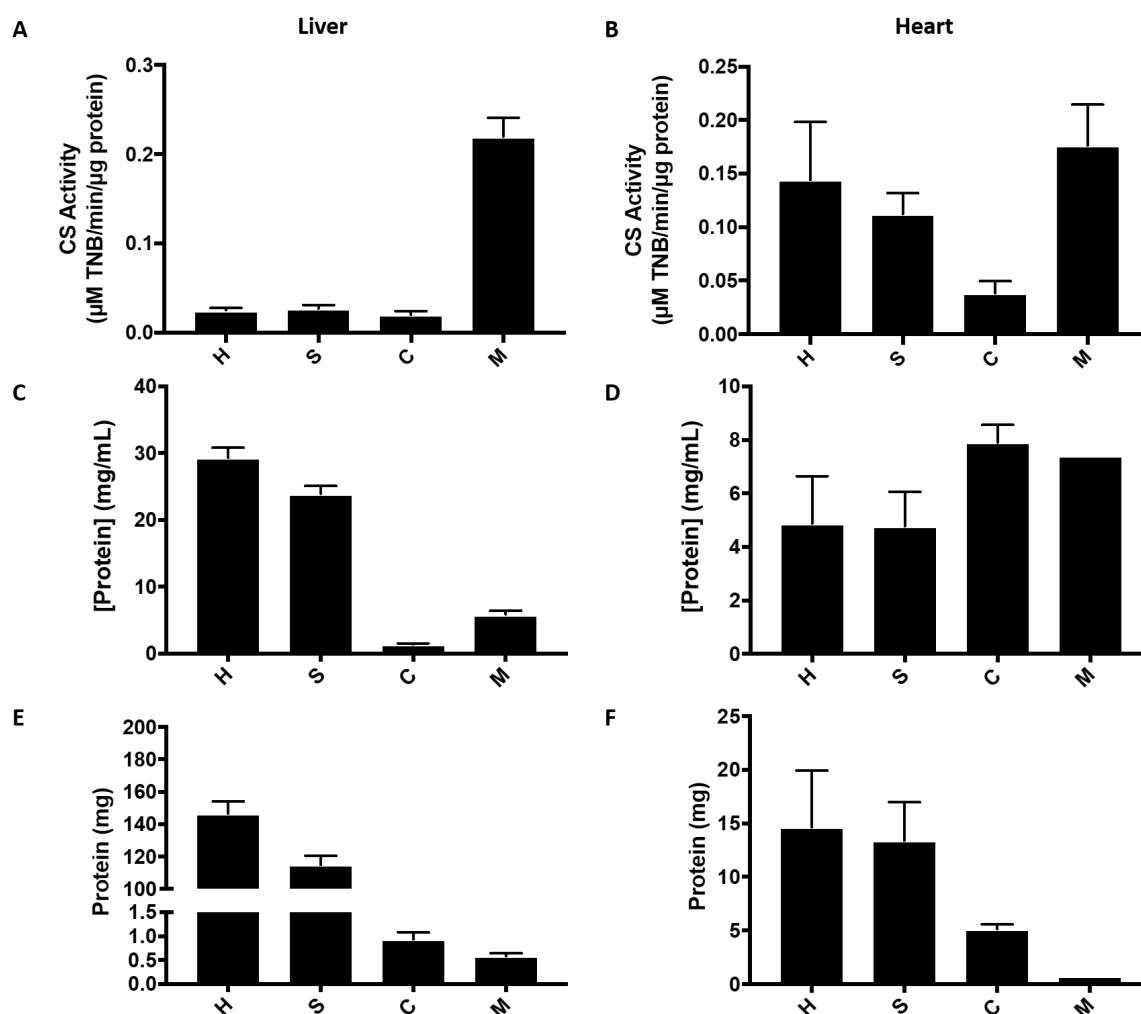 A
Liver
B
Heart
CS Activity
(µM TNB/min/µg protein)
0.3
0.2
0.1
0.0
H
S
C
M
CS Activity
(µM TNB/min/µg protein)
0.25
0.20
0.15
0.10
0.05
0.00
H
S
C
M
C
[Protein] (mg/mL)
40
30
20
10
0
H
S
C
M
D
[Protein] (mg/mL)
10
8
6
4
2
0
H
S
C
M
E
Protein (mg)
200
180
160
140
120
100
1.5
1.0
0.5
0.0
H
S
C
M
F
Protein (mg)
25
20
15
10
5
0
H
S
C
M